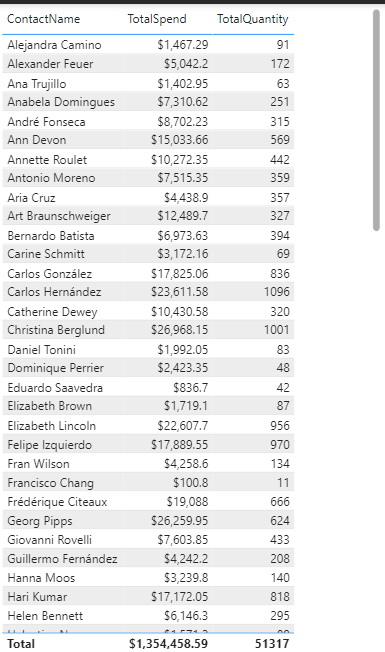 ContactName TotalSpend TotalQuantity
Alejandra Camino $1,467.29 91
Alexander Feuer $5,042.2 172
Ana Trujillo $1,402.95 63
Anabela Domingues $7,310.62 251
André Fonseca $8,702.23 315
Ann Devon $15,033.66 569
Annette Roulet $10,272.35 442
Antonio Moreno $7,515.35 359
Aria Cruz $4,438.9 357
Art Braunschweiger $12,489.7 327
Bernardo Batista $6,973.63 394
Carine Schmitt $3,172.16 69
Carlos González $17,825.06 836
Carlos Hernández $23,611.58 1096
Catherine Dewey $10,430.58 320
Christina Berglund $26,968.15 1001
Daniel Tonini $1,992.05 83
Dominique Perrier $2,423.35 48
Eduardo Saavedra $836.7 42
Elizabeth Brown $1,719.1 87
Elizabeth Lincoln $22,607.7 956
Felipe Izquierdo $17,889.55 970
Fran Wilson $4,258.6 134
Francisco Chang $100.8 11
Frédérique Citeaux $19,088 666
Georg Pipps $26,259.95 624
Giovanni Rovelli $7,603.85 433
Guillermo Fernández $4,242.2 208
Hanna Moos $3,239.8 140
Hari Kumar $17,172.05 818
Helen Bennett $6,146.3 295
Total $1,354,458.59 51317